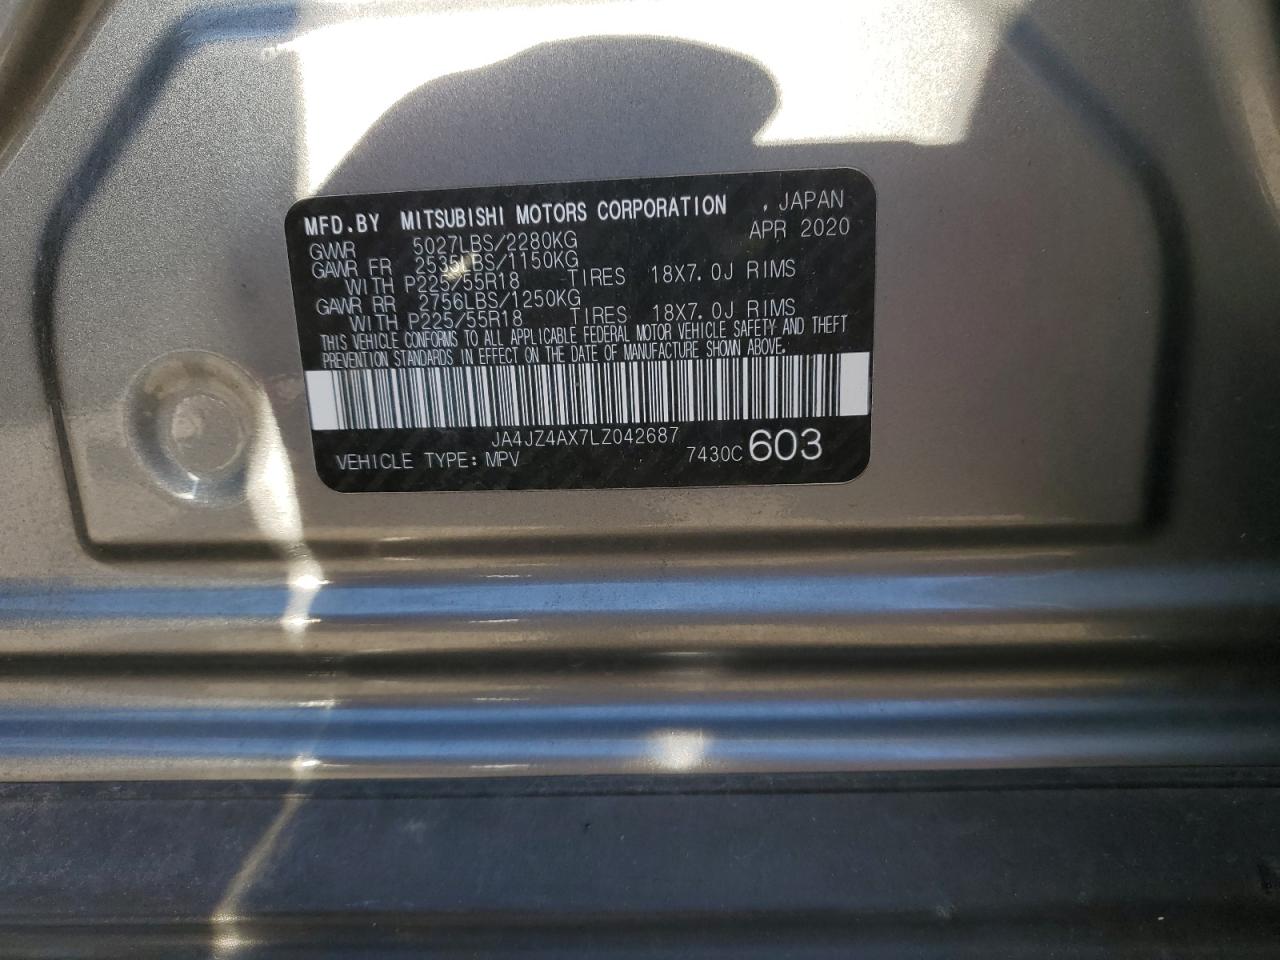 MFD.BY MITSUBISHI MOTORS CORPORATION , JAPAN
GVWR 5027LBS/2280KG APR 2020
GAWR FR 2535LBS/1150KG
WITH P225/55R18 TIRES 18X7.0J RIMS
GAWR RR 2756LBS/1250KG
WITH P225/55R18 TIRES 18X7.0J RIMS
THIS VEHICLE CONFORMS TO ALL APPLICABLE FEDERAL MOTOR VEHICLE SAFETY AND THEFT
PREVENTION STANDARDS IN EFFECT ON THE DATE OF MANUFACTURE SHOWN ABOVE.
JA4JZ4AX7LZ042687
VEHICLE TYPE: MPV 7430C 603